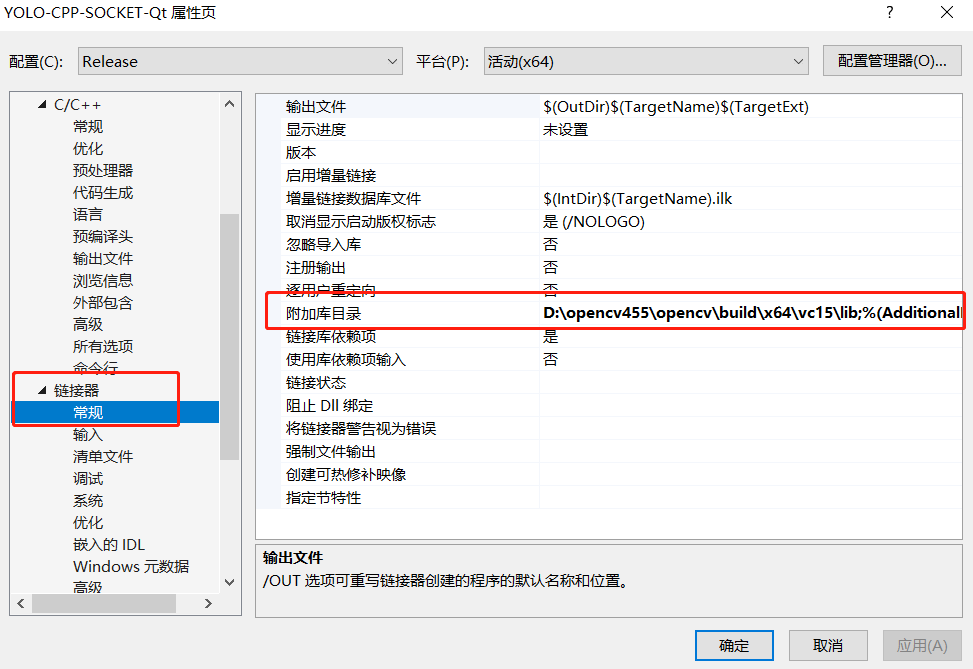 YOLO-CPP-SOCKET-Qt 属性页
?
配置(C):
Release
平台(P):
活动(x64)
配置管理器(O)...
C/C++
常规
优化
预处理器
代码生成
语言
预编译头
输出文件
浏览信息
外部包含
高级
所有选项
命令行
链接器
常规
输入
清单文件
调试
系统
优化
嵌入的 IDL
Windows 元数据
高级
输出文件 $(OutDir)$(TargetName)$(TargetExt)
显示进度 未设置
版本
启用增量链接
增量链接数据库文件 $(IntDir)$(TargetName).ilk
取消显示启动版权标志 是 (/NOLOGO)
忽略导入库 否
注册输出 否
逐用户重定向 否
附加库目录 D:\opencv455\opencv\build\x64\vc15\lib;%(Additional
链接库依赖项 是
使用库依赖项输入 否
链接状态
阻止 Dll 绑定
将链接器警告视为错误
强制文件输出
创建可热修补映像
指定节特性
输出文件
/OUT 选项可重写链接器创建的程序的默认名称和位置。
确定
取消
应用(A)